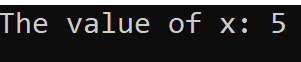 The value of x: 5